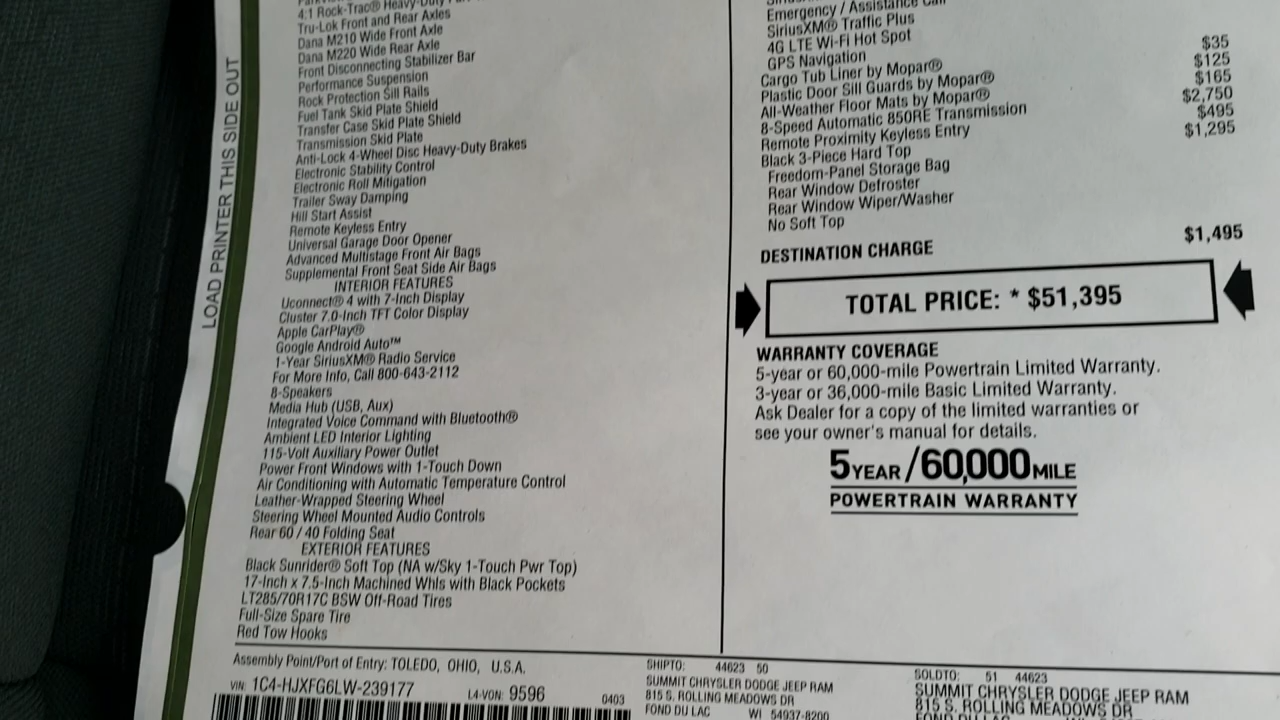 LOAD PRINTER THIS SIDE OUT
4:1 Rock-Trac® Heavy-Duty
Tru-Lok Front and Rear Axles
Dana M210 Wide Front Axle
Dana M220 Wide Rear Axle
Front Disconnecting Stabilizer Bar
Performance Suspension
Rock Protection Sill Rails
Fuel Tank Skid Plate Shield
Transfer Case Skid Plate Shield
Transmission Skid Plate
Anti-Lock 4-Wheel Disc Heavy-Duty Brakes
Electronic Stability Control
Electronic Roll Mitigation
Trailer Sway Damping
Hill Start Assist
Remote Keyless Entry
Universal Garage Door Opener
Advanced Multistage Front Air Bags
Supplemental Front Seat Side Air Bags
INTERIOR FEATURES
Uconnect® 4 with 7-Inch Display
Cluster 7.0-Inch TFT Color Display
Apple CarPlay®
Google Android Auto™
1-Year SiriusXM® Radio Service
For More Info, Call 800-643-2112
8-Speakers
Media Hub (USB, Aux)
Integrated Voice Command with Bluetooth®
Ambient LED Interior Lighting
115-Volt Auxiliary Power Outlet
Power Front Windows with 1-Touch Down
Air Conditioning with Automatic Temperature Control
Leather-Wrapped Steering Wheel
Steering Wheel Mounted Audio Controls
Rear 60 / 40 Folding Seat
EXTERIOR FEATURES
Black Sunrider® Soft Top (NA w/Sky 1-Touch Pwr Top)
17-Inch x 7.5-Inch Machined Whls with Black Pockets
LT285/70R17C BSW Off-Road Tires
Full-Size Spare Tire
Red Tow Hooks
Emergency / Assistance Call
SiriusXM® Traffic Plus
4G LTE Wi-Fi Hot Spot
GPS Navigation
Cargo Tub Liner by Mopar® $35
Plastic Door Sill Guards by Mopar® $125
All-Weather Floor Mats by Mopar® $165
8-Speed Automatic 850RE Transmission $2,750
Remote Proximity Keyless Entry $495
Black 3-Piece Hard Top $1,295
Freedom-Panel Storage Bag
Rear Window Defroster
Rear Window Wiper/Washer
No Soft Top
DESTINATION CHARGE $1,495
TOTAL PRICE: * $51,395
WARRANTY COVERAGE
5-year or 60,000-mile Powertrain Limited Warranty.
3-year or 36,000-mile Basic Limited Warranty.
Ask Dealer for a copy of the limited warranties or
see your owner's manual for details.
5 YEAR / 60,000 MILE
POWERTRAIN WARRANTY
Assembly Point/Port of Entry: TOLEDO, OHIO, U.S.A.
VIN: 1C4-HJXFG6LW-239177 L4-VON: 9596 0403
SHIPTO: 44623 50
SUMMIT CHRYSLER DODGE JEEP RAM
815 S. ROLLING MEADOWS DR
FOND DU LAC WI 54937-8200
SOLDTO: 51 44623
SUMMIT CHRYSLER DODGE JEEP RAM
815 S. ROLLING MEADOWS DR
FOND DU LAC